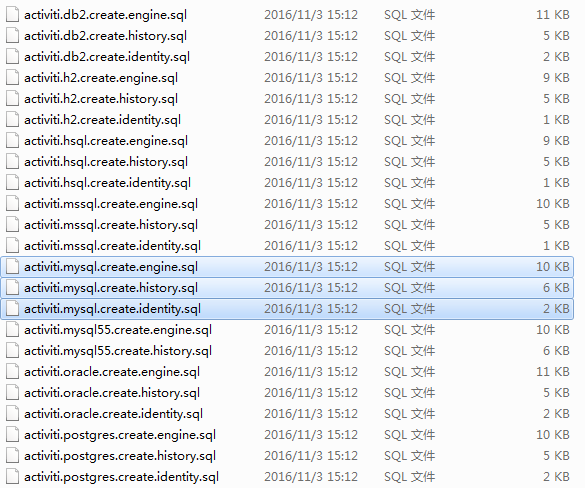 activiti.db2.create.engine.sql 2016/11/3 15:12 SQL 文件 11 KB
activiti.db2.create.history.sql 2016/11/3 15:12 SQL 文件 5 KB
activiti.db2.create.identity.sql 2016/11/3 15:12 SQL 文件 2 KB
activiti.h2.create.engine.sql 2016/11/3 15:12 SQL 文件 9 KB
activiti.h2.create.history.sql 2016/11/3 15:12 SQL 文件 5 KB
activiti.h2.create.identity.sql 2016/11/3 15:12 SQL 文件 1 KB
activiti.hsql.create.engine.sql 2016/11/3 15:12 SQL 文件 9 KB
activiti.hsql.create.history.sql 2016/11/3 15:12 SQL 文件 5 KB
activiti.hsql.create.identity.sql 2016/11/3 15:12 SQL 文件 1 KB
activiti.mssql.create.engine.sql 2016/11/3 15:12 SQL 文件 10 KB
activiti.mssql.create.history.sql 2016/11/3 15:12 SQL 文件 5 KB
activiti.mssql.create.identity.sql 2016/11/3 15:12 SQL 文件 1 KB
activiti.mysql.create.engine.sql 2016/11/3 15:12 SQL 文件 10 KB
activiti.mysql.create.history.sql 2016/11/3 15:12 SQL 文件 6 KB
activiti.mysql.create.identity.sql 2016/11/3 15:12 SQL 文件 2 KB
activiti.mysql55.create.engine.sql 2016/11/3 15:12 SQL 文件 10 KB
activiti.mysql55.create.history.sql 2016/11/3 15:12 SQL 文件 6 KB
activiti.oracle.create.engine.sql 2016/11/3 15:12 SQL 文件 11 KB
activiti.oracle.create.history.sql 2016/11/3 15:12 SQL 文件 5 KB
activiti.oracle.create.identity.sql 2016/11/3 15:12 SQL 文件 2 KB
activiti.postgres.create.engine.sql 2016/11/3 15:12 SQL 文件 10 KB
activiti.postgres.create.history.sql 2016/11/3 15:12 SQL 文件 5 KB
activiti.postgres.create.identity.sql 2016/11/3 15:12 SQL 文件 2 KB